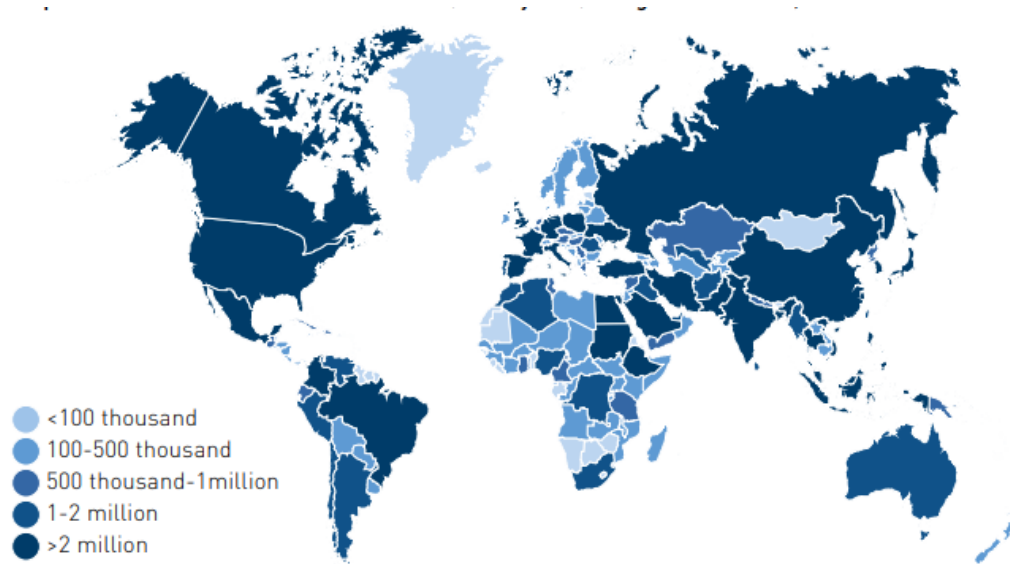 <100 thousand
100-500 thousand
500 thousand-1million
1-2 million
>2 million